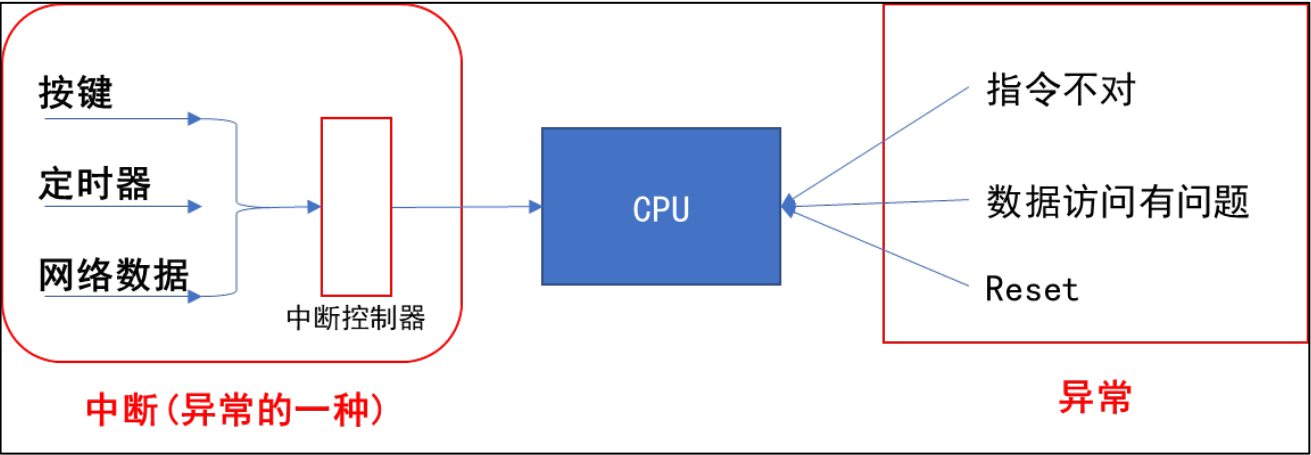 按键
定时器
网络数据
中断控制器
中断(异常的一种)
CPU
指令不对
数据访问有问题
Reset
异常